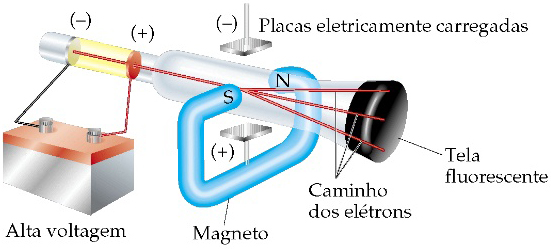 (–)
(+)
(–)
Placas eletricamente carregadas
N
S
(+)
Tela
fluorescente
Caminho
dos elétrons
Magneto
Alta voltagem